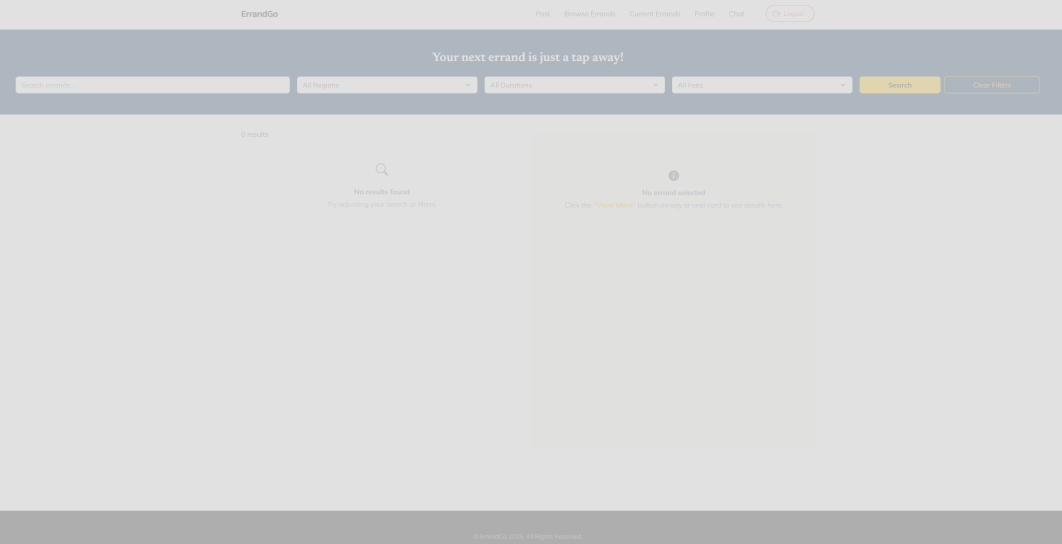 ErrandGo
Post Browse Errands Current Errands Profile Chat Logout
Your next errand is just a tap away!
Search errands... All Regions All Durations All Fees Search Clear Filters
0 results
No results found
Try adjusting your search or filters.
No errand selected
Click the "View More" button on any errand card to see details here.
© ErrandGo 2025. All Rights Reserved.